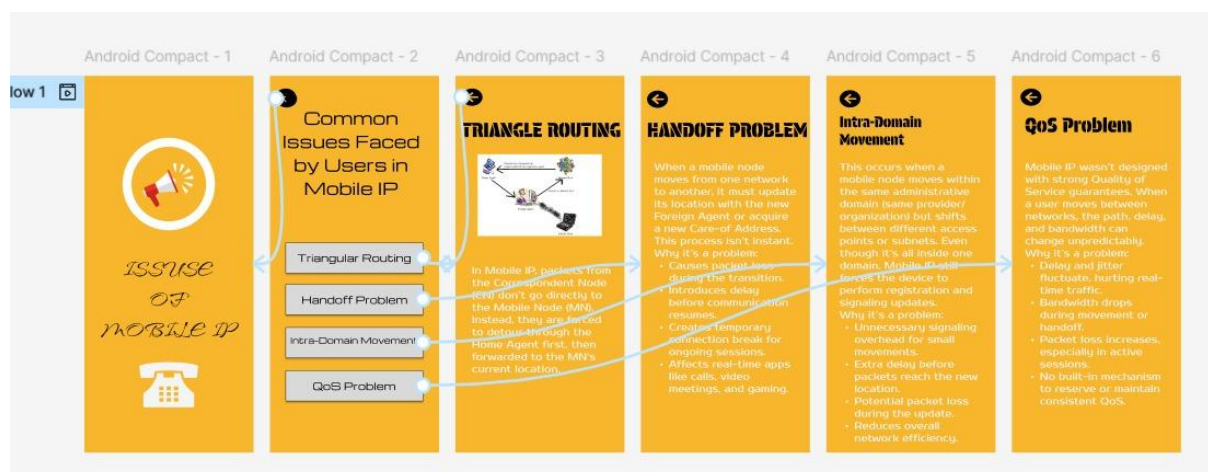 Android Compact - 1
Android Compact - 2
Android Compact - 3
Android Compact - 4
Android Compact - 5
Android Compact - 6
low 1
ISSUSE
OF
MOBILE IP
Common
Issues Faced
by Users in
Mobile IP
Triangular Routing
Handoff Problem
Intra-Domain Movement
QoS Problem
TRIANGLE ROUTING
In Mobile IP, packets from
the Correspondent Node
(CN) don't go directly to
the Mobile Node (MN).
Instead, they are forced
to detour through the
Home Agent first, then
forwarded to the MN's
current location.
HANDOFF PROBLEM
When a mobile node
moves from one network
to another, it must update
its location with the new
Foreign Agent or acquire
a new Care-of Address.
This process isn't instant.
Why it's a problem:
• Causes packet loss
during the transition.
• Introduces delay
before communication
resumes.
• Creates temporary
connection break for
ongoing sessions.
• Affects real-time apps
like calls, video
meetings, and gaming.
Intra-Domain
Movement
This occurs when a
mobile node moves within
the same administrative
domain (same provider/
organization) but shifts
between different access
points or subnets. Even
though it's all inside one
domain, Mobile IP still
forces the device to
perform registration and
signaling updates.
Why it's a problem:
• Unnecessary signaling
overhead for small
movements.
• Extra delay before
packets reach the new
location.
• Potential packet loss
during the update.
• Reduces overall
network efficiency.
QoS Problem
Mobile IP wasn't designed
with strong Quality of
Service guarantees. When
a user moves between
networks, the path, delay,
and bandwidth can
change unpredictably.
Why it's a problem:
• Delay and jitter
fluctuate, hurting real-
time traffic.
• Bandwidth drops
during movement or
handoff.
• Packet loss increases,
especially in active
sessions.
• No built-in mechanism
to reserve or maintain
consistent QoS.